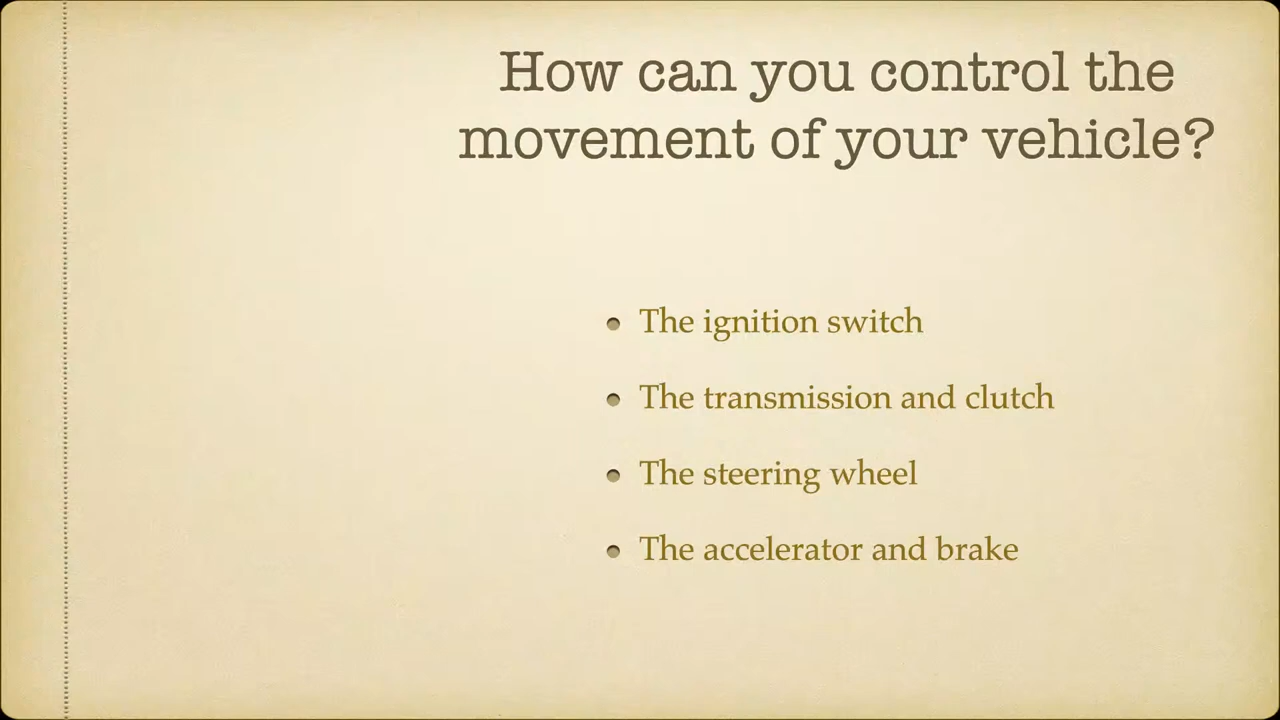 How can you control the
movement of your vehicle?
• The ignition switch
• The transmission and clutch
• The steering wheel
• The accelerator and brake